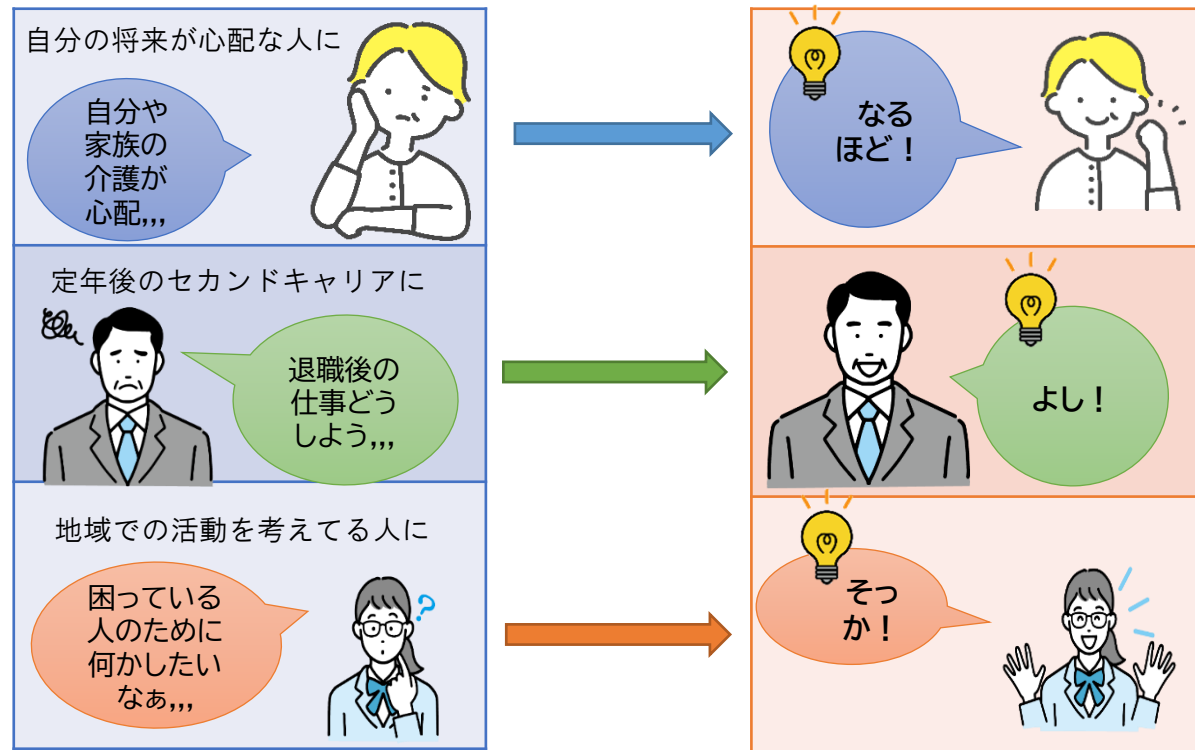 自分の将来が心配な人に
自分や
家族の
介護が
心配,,,
なる
ほど！
定年後のセカンドキャリアに
退職後の
仕事どう
しよう,,,
よし！
地域での活動を考えてる人に
困っている
人のために
何かしたい
なぁ,,,
?
そっ
か！